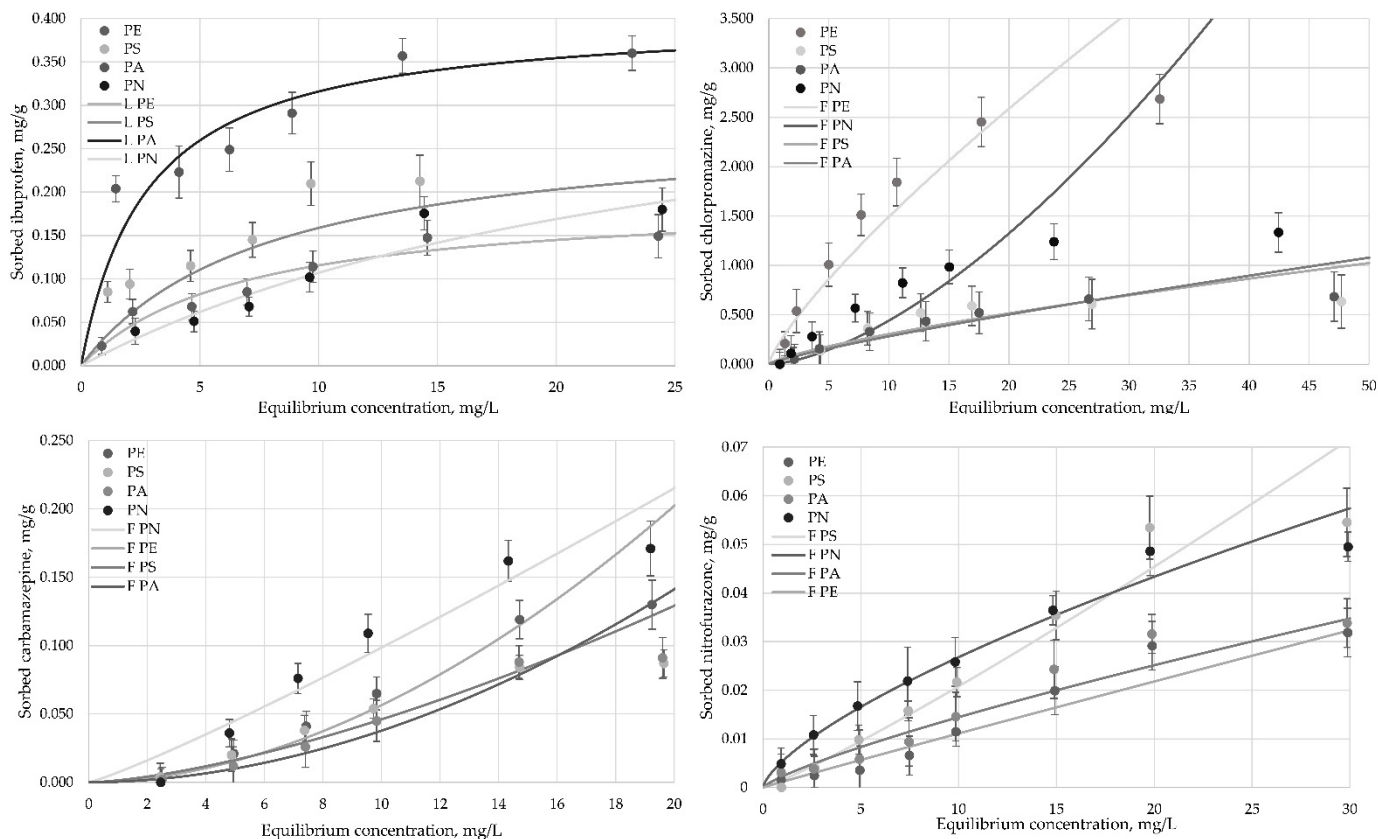 0.400
0.350
0.300
0.250
0.200
0.150
0.100
0.050
0.000
Sorbed ibuprofen, mg/g
PE
PS
PA
PN
L PE
L PS
L PA
L PN
0 5 10 15 20 25
Equilibrium concentration, mg/L
3.500
3.000
2.500
2.000
1.500
1.000
0.500
0.000
Sorbed chlorpromazine, mg/g
PE
PS
PA
PN
F PE
F PN
F PS
F PA
0 5 10 15 20 25 30 35 40 45 50
Equilibrium concentration, mg/L
0.250
0.200
0.150
0.100
0.050
0.000
Sorbed carbamazepine, mg/g
PE
PS
PA
PN
F PN
F PE
F PS
F PA
0 2 4 6 8 10 12 14 16 18 20
Equilibrium concentration, mg/L
0.07
0.06
0.05
0.04
0.03
0.02
0.01
0
Sorbed nitrofurazone, mg/g
PE
PS
PA
PN
F PS
F PN
F PA
F PE
0 5 10 15 20 25 30
Equilibrium concentration, mg/L